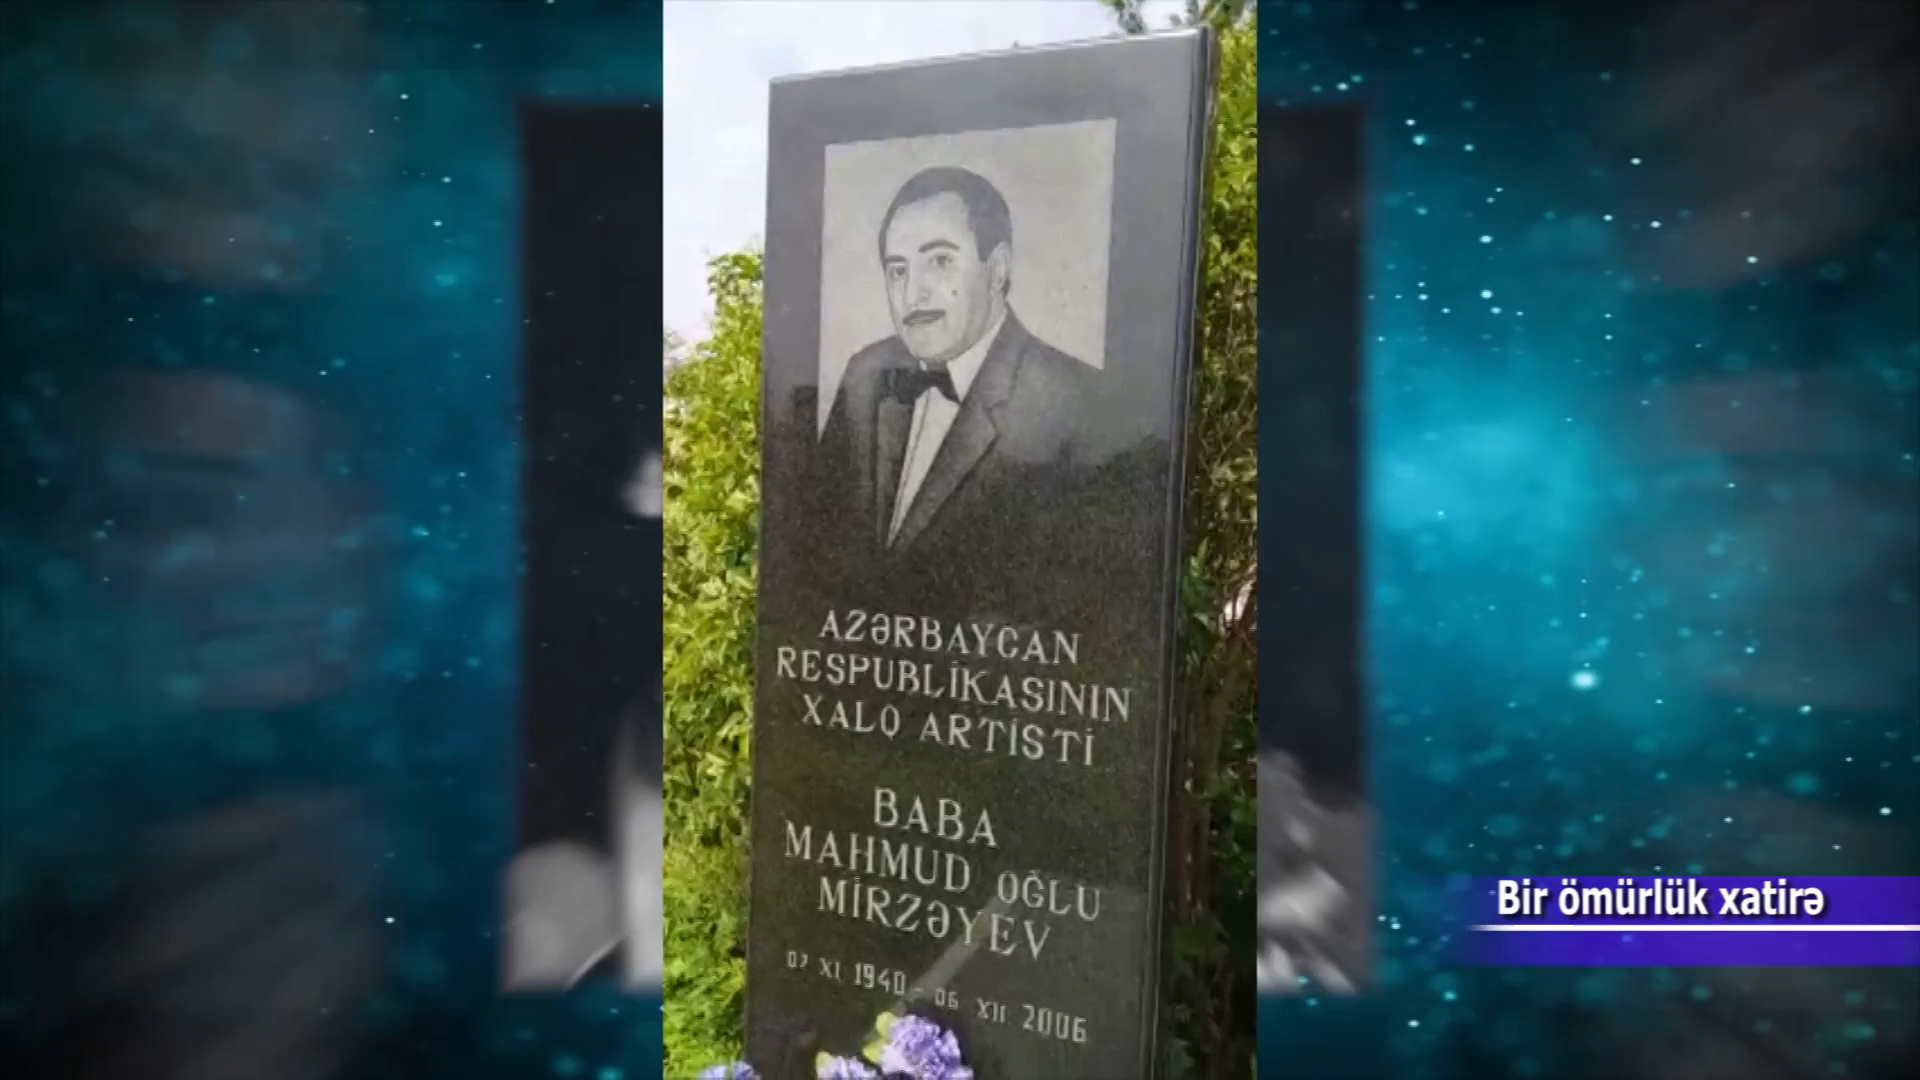 AZƏRBAYCAN
RESPUBLİKASININ
XALQ ARTİSTİ
BABA
MAHMUD OĞLU
MİRZƏYEV
07 XI. 1940 - 06 XII. 2006
Bir ömürlük xatirə